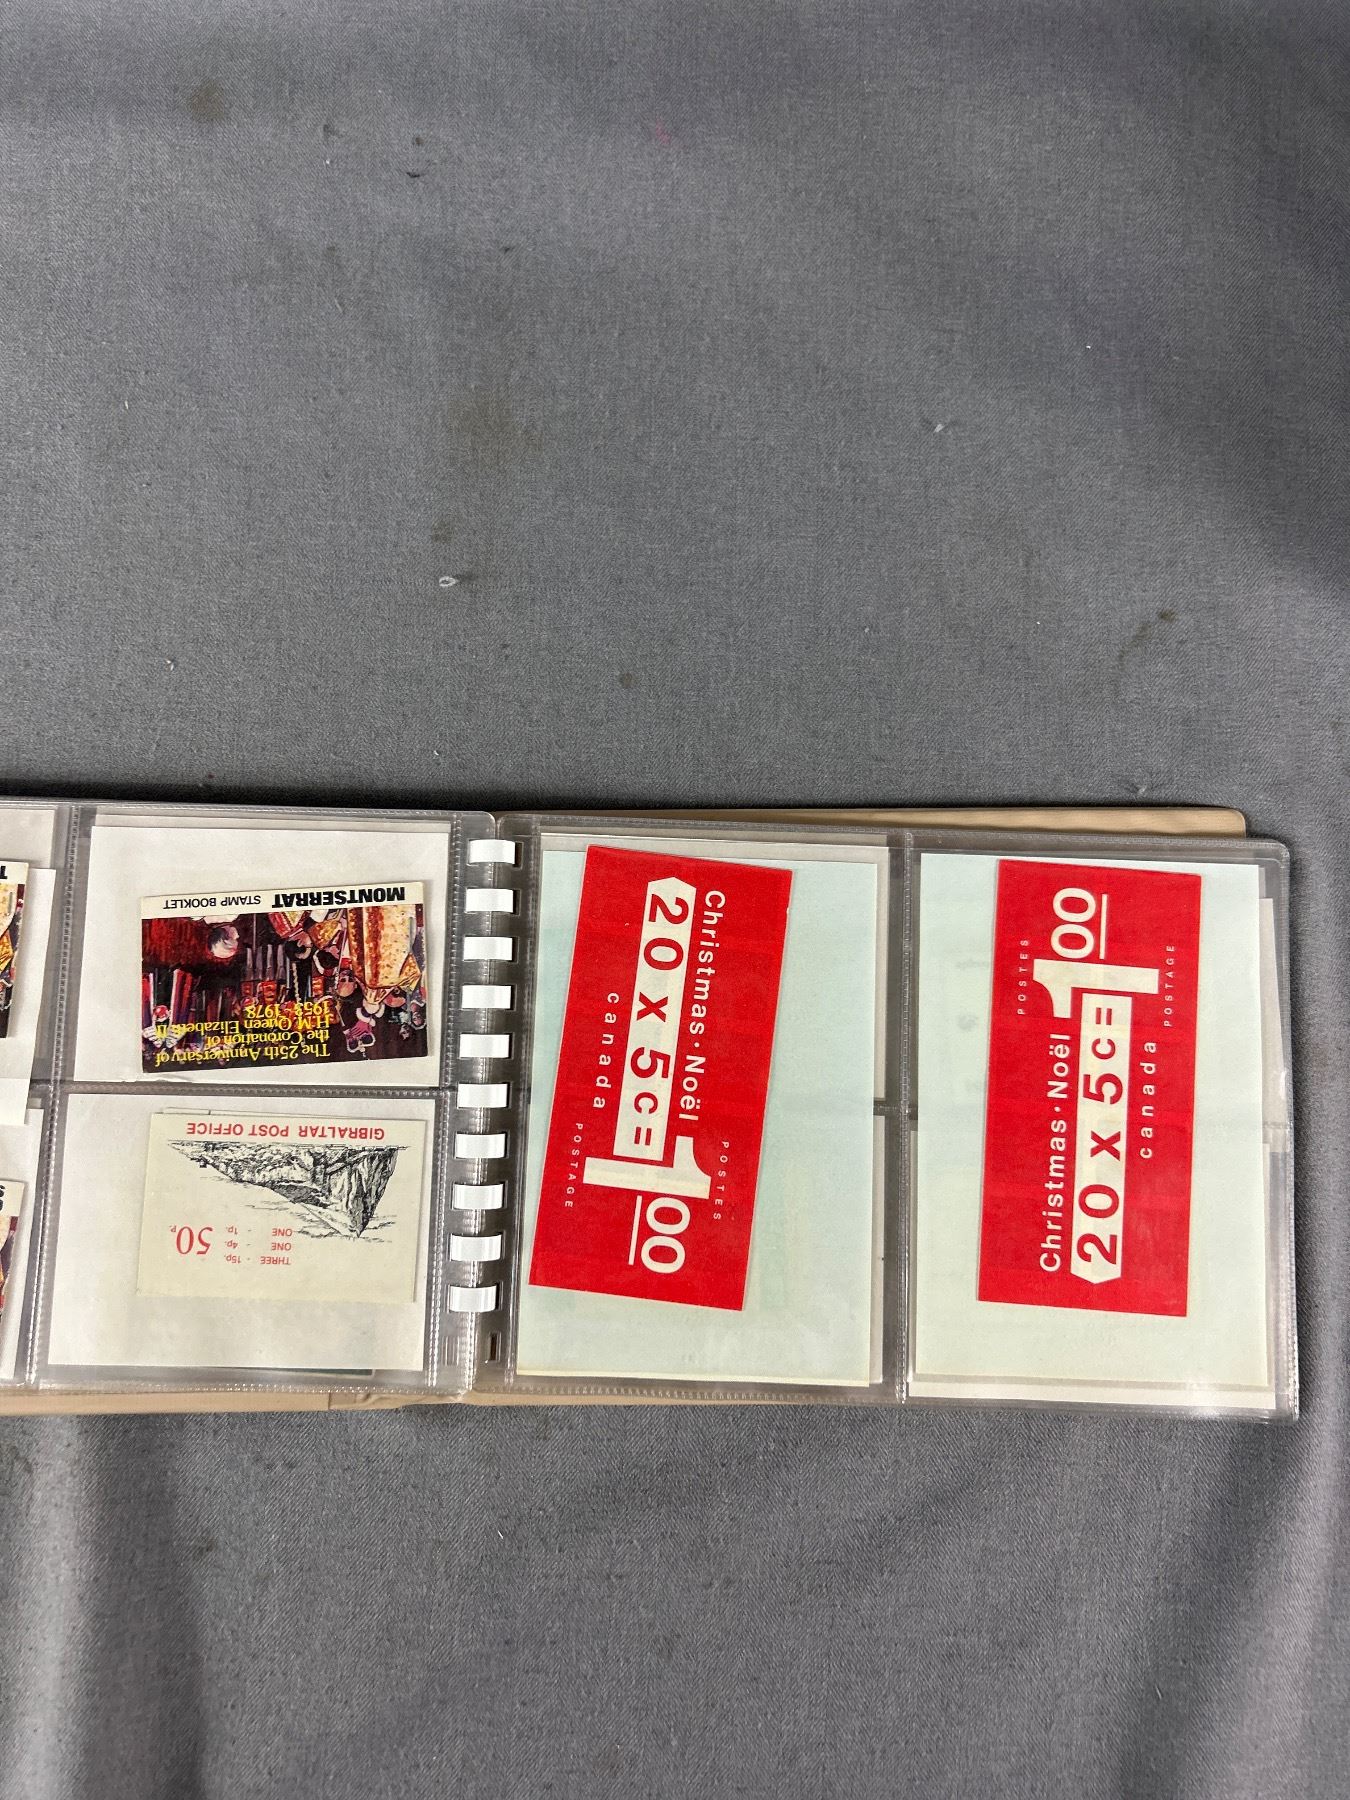 MONTSERRAT STAMP BOOKLET
The 25th Anniversary of
the Coronation of
H.M. Queen Elizabeth II
1953 - 1978
GIBRALTAR POST OFFICE
50p.
THREE - 15p.
ONE - 4p.
ONE - 1p.
Christmas · Noël
20 x 5c = 1 00
canada
POSTAGE
POSTES
POSTES
Christmas · Noël
20 x 5c = 1 00
canada
POSTAGE